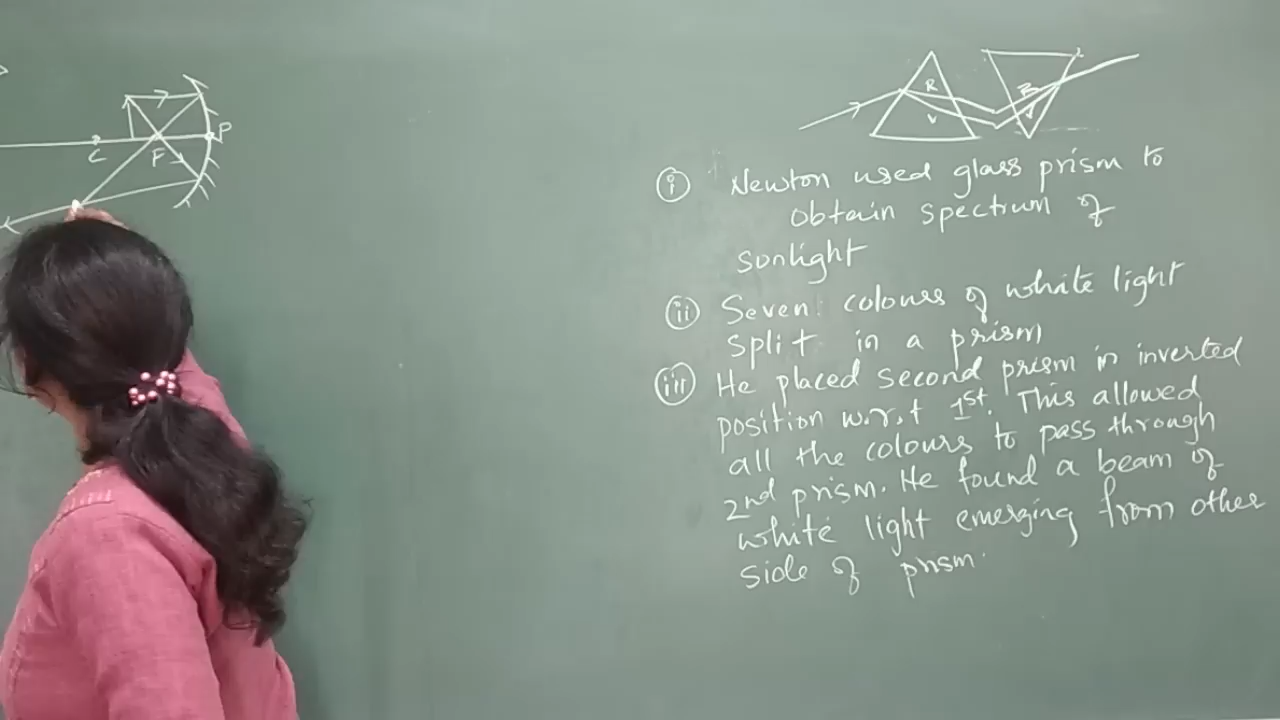 C F P
R R
V V
(i) Newton used glass prism to
obtain spectrum of
sunlight
(ii) Seven colours of white light
split in a prism
(iii) He placed second prism in inverted
position w.r.t 1st. This allowed
all the colours to pass through
2nd prism. He found a beam of
white light emerging from other
side of prism.